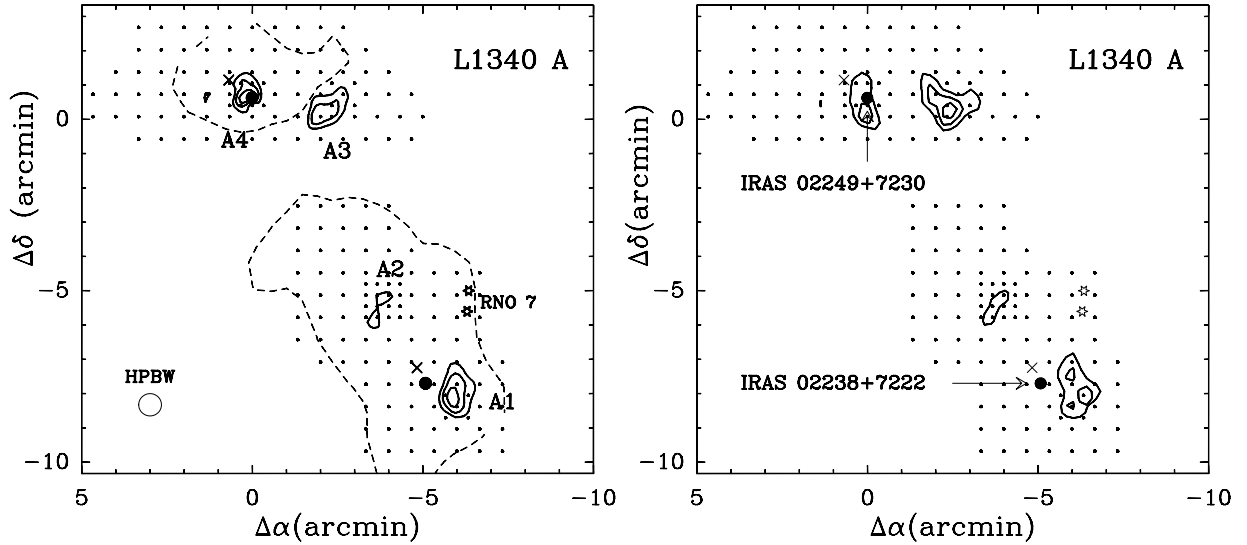 L1340 A
A4
A3
A2
RNO 7
HPBW
A1
0
−5
−10
5
0
−5
−10
Δδ (arcmin)
Δα(arcmin)
L1340 A
IRAS 02249+7230
IRAS 02238+7222
0
−5
−10
5
0
−5
−10
Δδ(arcmin)
Δα(arcmin)